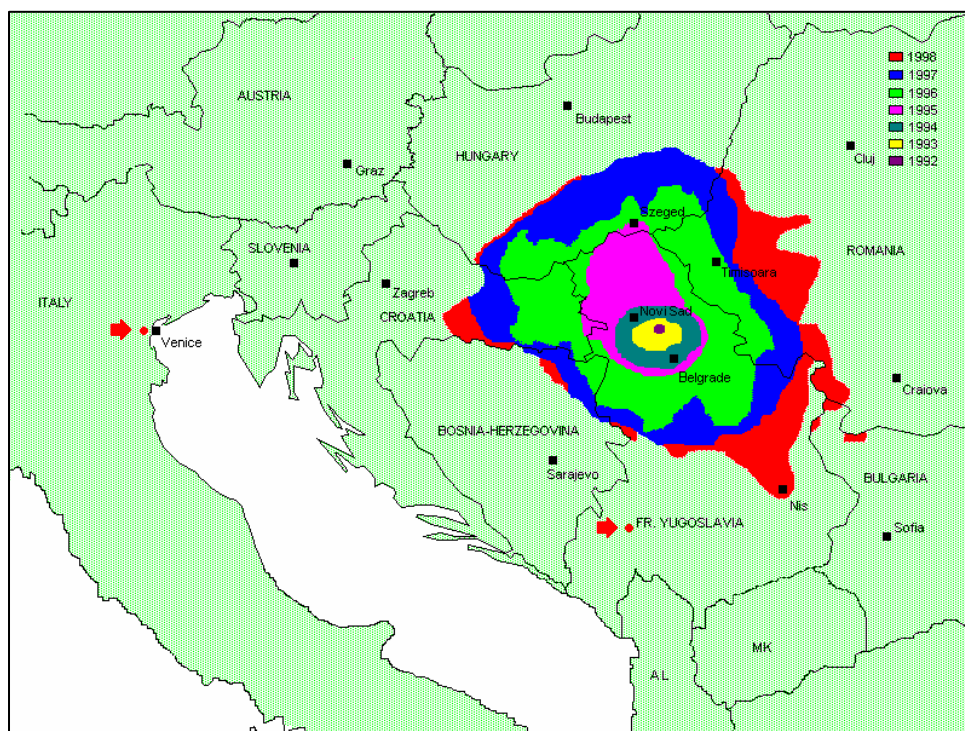 1998
1997
1996
1995
1994
1993
1992
AUSTRIA
Budapest
Cluj
HUNGARY
Graz
Szeged
SLOVENIA
ROMANIA
Timisoara
Zagreb
ITALY
CROATIA
Novi Sad
Venice
Belgrade
Craiova
BOSNIA-HERZEGOVINA
Sarajevo
BULGARIA
Nis
FR. YUGOSLAVIA
Sofia
MK
AL